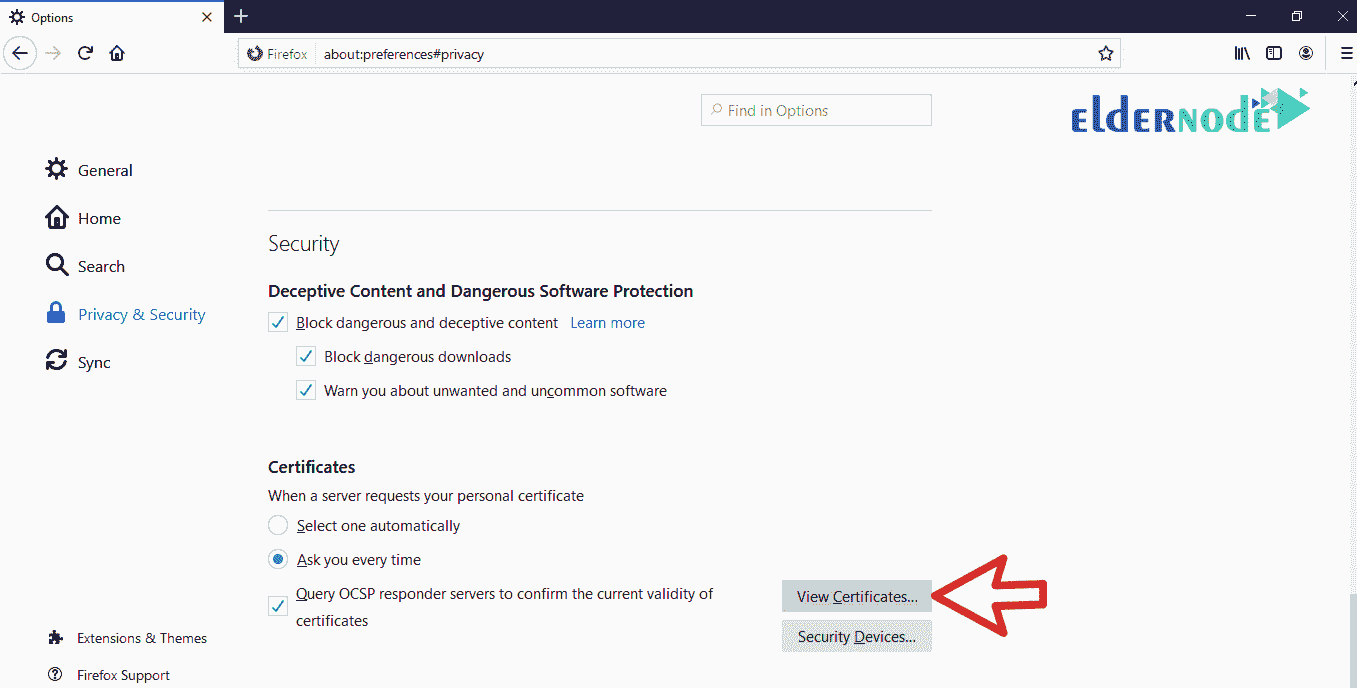 Options
Firefox about:preferences#privacy
Find in Options
ELDERNODE
General
Home
Search
Privacy & Security
Sync
Extensions & Themes
Firefox Support
Security
Deceptive Content and Dangerous Software Protection
Block dangerous and deceptive content Learn more
Block dangerous downloads
Warn you about unwanted and uncommon software
Certificates
When a server requests your personal certificate
Select one automatically
Ask you every time
Query OCSP responder servers to confirm the current validity of
certificates
View Certificates...
Security Devices...